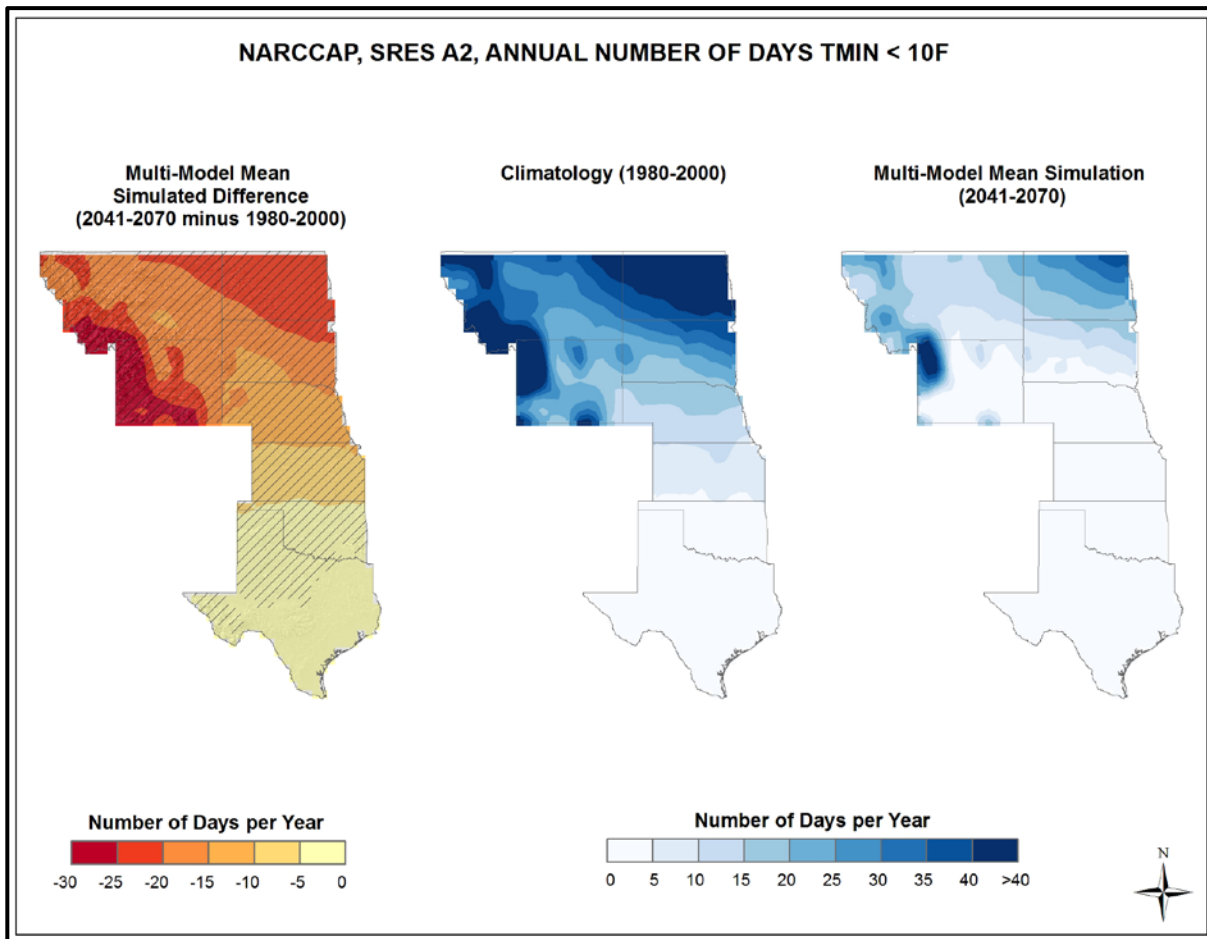 NARCCAP, SRES A2, ANNUAL NUMBER OF DAYS TMIN < 10F
Multi-Model Mean
Simulated Difference
(2041-2070 minus 1980-2000)
Climatology (1980-2000)
Multi-Model Mean Simulation
(2041-2070)
Number of Days per Year
-30 -25 -20 -15 -10 -5 0
Number of Days per Year
0 5 10 15 20 25 30 35 40 >40
N